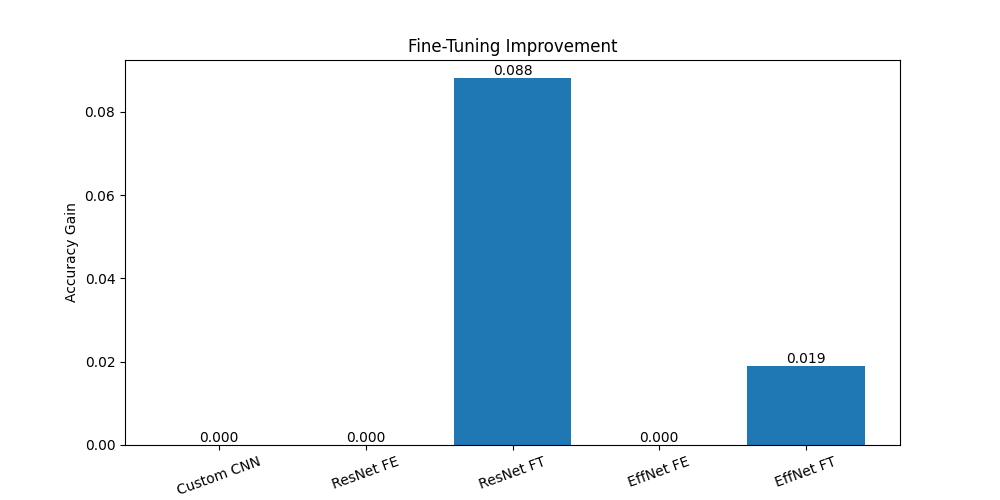 Fine-Tuning Improvement
Accuracy Gain
0.08
0.06
0.04
0.02
0.00
0.000
0.000
0.088
0.000
0.019
Custom CNN
ResNet FE
ResNet FT
EffNet FE
EffNet FT